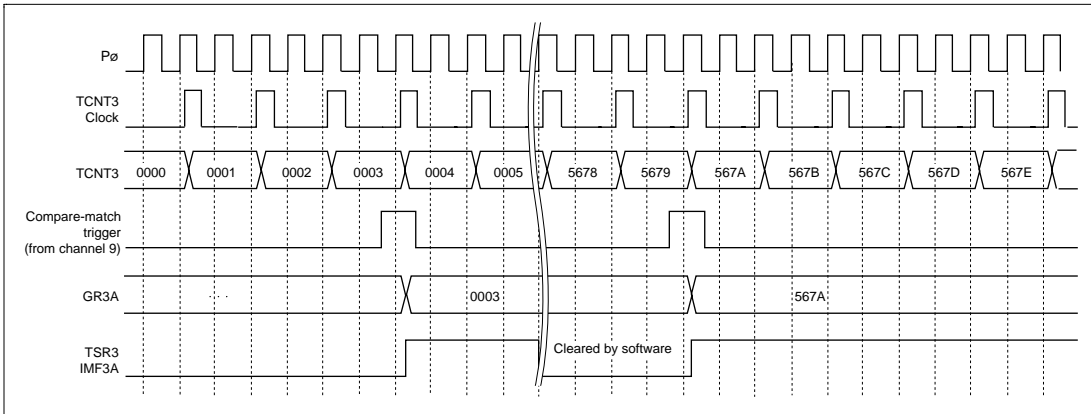 Pø
TCNT3
Clock
TCNT3
0000
0001
0002
0003
0004
0005
5678
5679
567A
567B
567C
567D
567E
Compare-match
trigger
(from channel 9)
GR3A
. . .
0003
567A
TSR3
IMF3A
Cleared by software